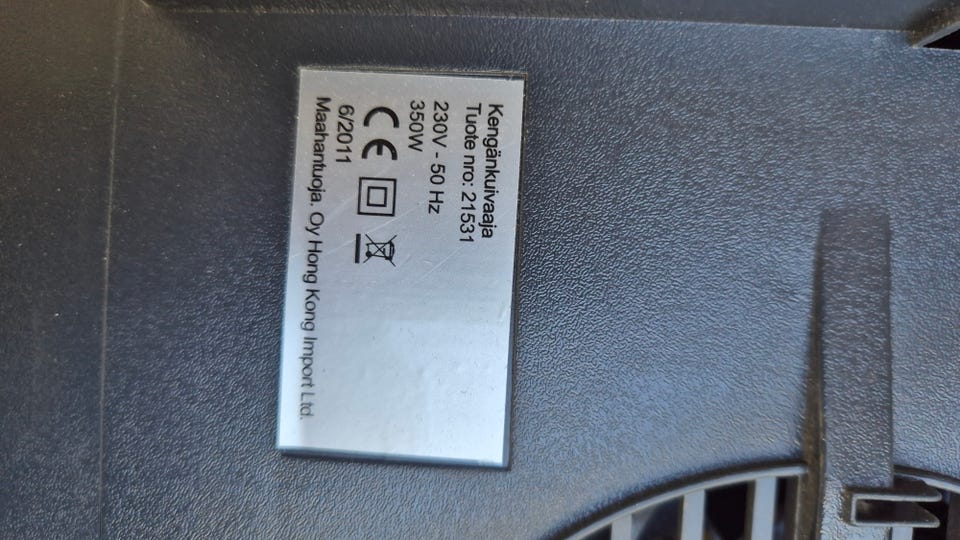 Kengänkuivaaja
Tuote nro: 21531
230V - 50 Hz
350W
CE
6/2011
Maahantuoja. Oy Hong Kong Import Ltd.